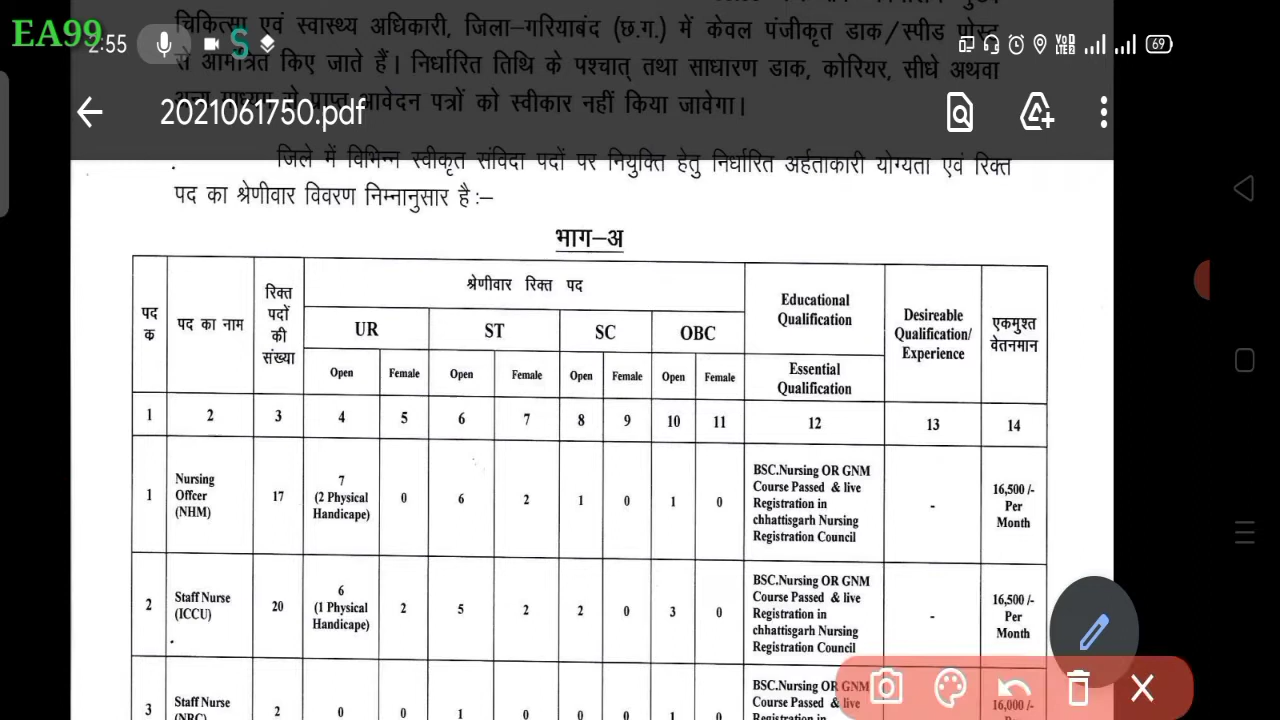 EA99
2:55
69
चिकित्सा एवं स्वास्थ्य अधिकारी, जिला–गरियाबंद (छ.ग.) में केवल पंजीकृत डाक/स्पीड पोस्ट
से आमंत्रित किए जाते हैं। निर्धारित तिथि के पश्चात् तथा साधारण डाक, कोरियर, सीधे अथवा
अन्य माध्यम से प्राप्त आवेदन पत्रों को स्वीकार नहीं किया जावेगा।
2021061750.pdf
जिले में विभिन्न स्वीकृत संविदा पदों पर नियुक्ति हेतु निर्धारित अर्हताकारी योग्यता एवं रिक्त
पद का श्रेणीवार विवरण निम्नानुसार है :–
भाग–अ
पद क
पद का नाम
रिक्त पदों की संख्या
श्रेणीवार रिक्त पद
Educational Qualification
Desireable Qualification/ Experience
एकमुश्त वेतनमान
UR ST SC OBC
Essential Qualification
Open Female Open Female Open Female Open Female
1 2 3 4 5 6 7 8 9 10 11 12 13 14
1 Nursing Offcer (NHM) 17 7 (2 Physical Handicape) 0 6 2 1 0 1 0 BSC.Nursing OR GNM Course Passed & live Registration in chhattisgarh Nursing Registration Council - 16,500 /- Per Month
2 Staff Nurse (ICCU) 20 6 (1 Physical Handicape) 2 5 2 2 0 3 0 BSC.Nursing OR GNM Course Passed & live Registration in chhattisgarh Nursing Registration Council - 16,500 /- Per Month
3 Staff Nurse (NRC) 2 0 0 1 0 0 0 1 0 BSC.Nursing OR GNM Course Passed & live Registration in 16,000 /-